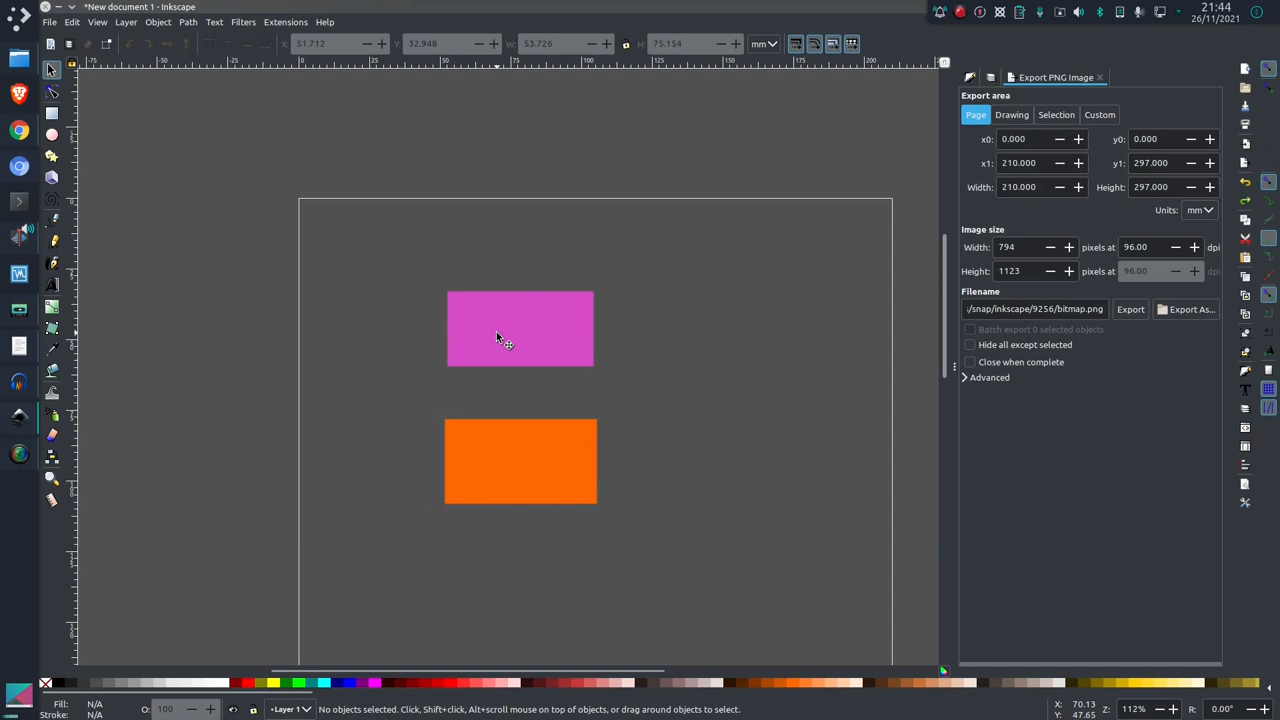 *New document 1 - Inkscape
21:44
26/11/2021
File Edit View Layer Object Path Text Filters Extensions Help
X: 51.712 Y: 32.948 W: 53.726 H: 75.154 mm
Export PNG Image
Export area
Page Drawing Selection Custom
x0: 0.000 y0: 0.000
x1: 210.000 y1: 297.000
Width: 210.000 Height: 297.000
Units: mm
Image size
Width: 794 pixels at 96.00 dpi
Height: 1123 pixels at 96.00 dpi
Filename
/snap/inkscape/9256/bitmap.png Export Export As...
Batch export 0 selected objects
Hide all except selected
Close when complete
Advanced
Fill: N/A
Stroke: N/A
O: 100
Layer 1
No objects selected. Click, Shift+click, Alt+scroll mouse on top of objects, or drag around objects to select.
X: 70.13
Y: 47.65
Z: 112%
R: 0.00°